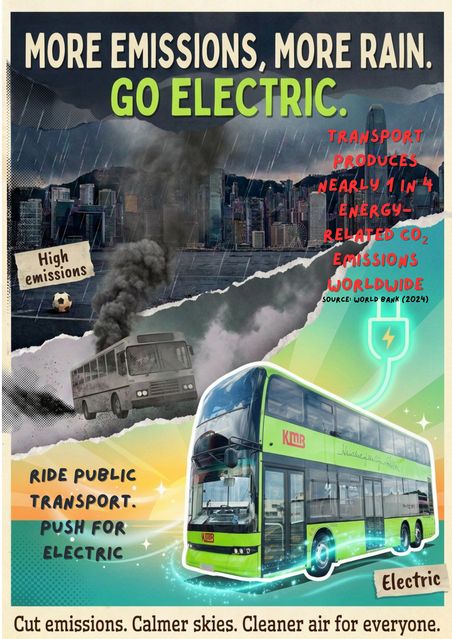 MORE EMISSIONS, MORE RAIN.
GO ELECTRIC.
TRANSPORT
PRODUCES
NEARLY 1 IN 4
ENERGY-
RELATED CO₂
EMISSIONS
WORLDWIDE
SOURCE: WORLD BANK (2024)
High
emissions
KMB
KMB
RIDE PUBLIC
TRANSPORT.
PUSH FOR
ELECTRIC
Electric
Cut emissions. Calmer skies. Cleaner air for everyone.